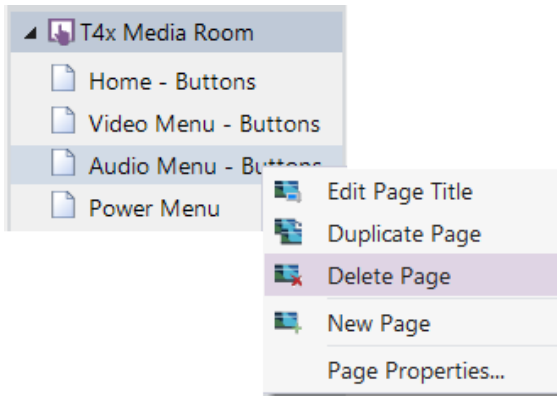 T4x Media Room
Home - Buttons
Video Menu - Buttons
Audio Menu - Buttons
Power Menu
Edit Page Title
Duplicate Page
Delete Page
New Page
Page Properties...